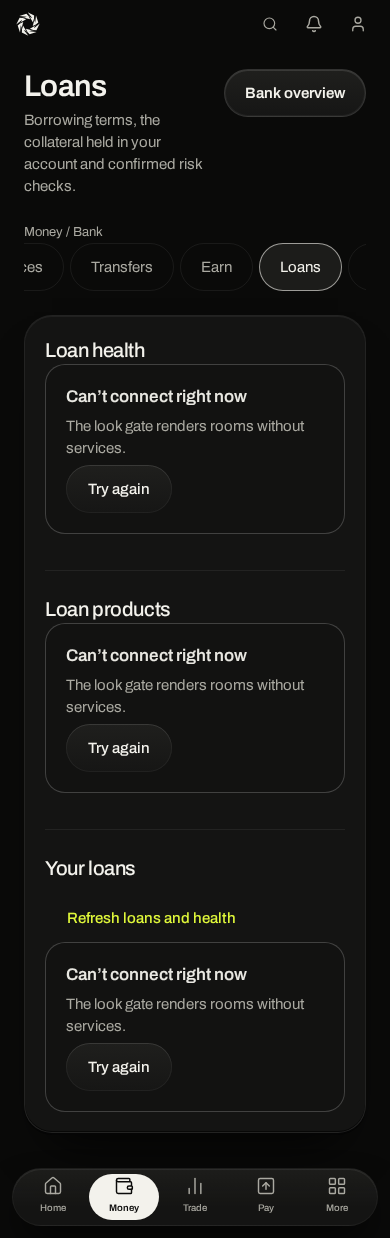 Loans
Bank overview
Borrowing terms, the
collateral held in your
account and confirmed risk
checks.
Money / Bank
ces
Transfers
Earn
Loans
Loan health
Can’t connect right now
The look gate renders rooms without
services.
Try again
Loan products
Can’t connect right now
The look gate renders rooms without
services.
Try again
Your loans
Refresh loans and health
Can’t connect right now
The look gate renders rooms without
services.
Try again
Home
Money
Trade
Pay
More